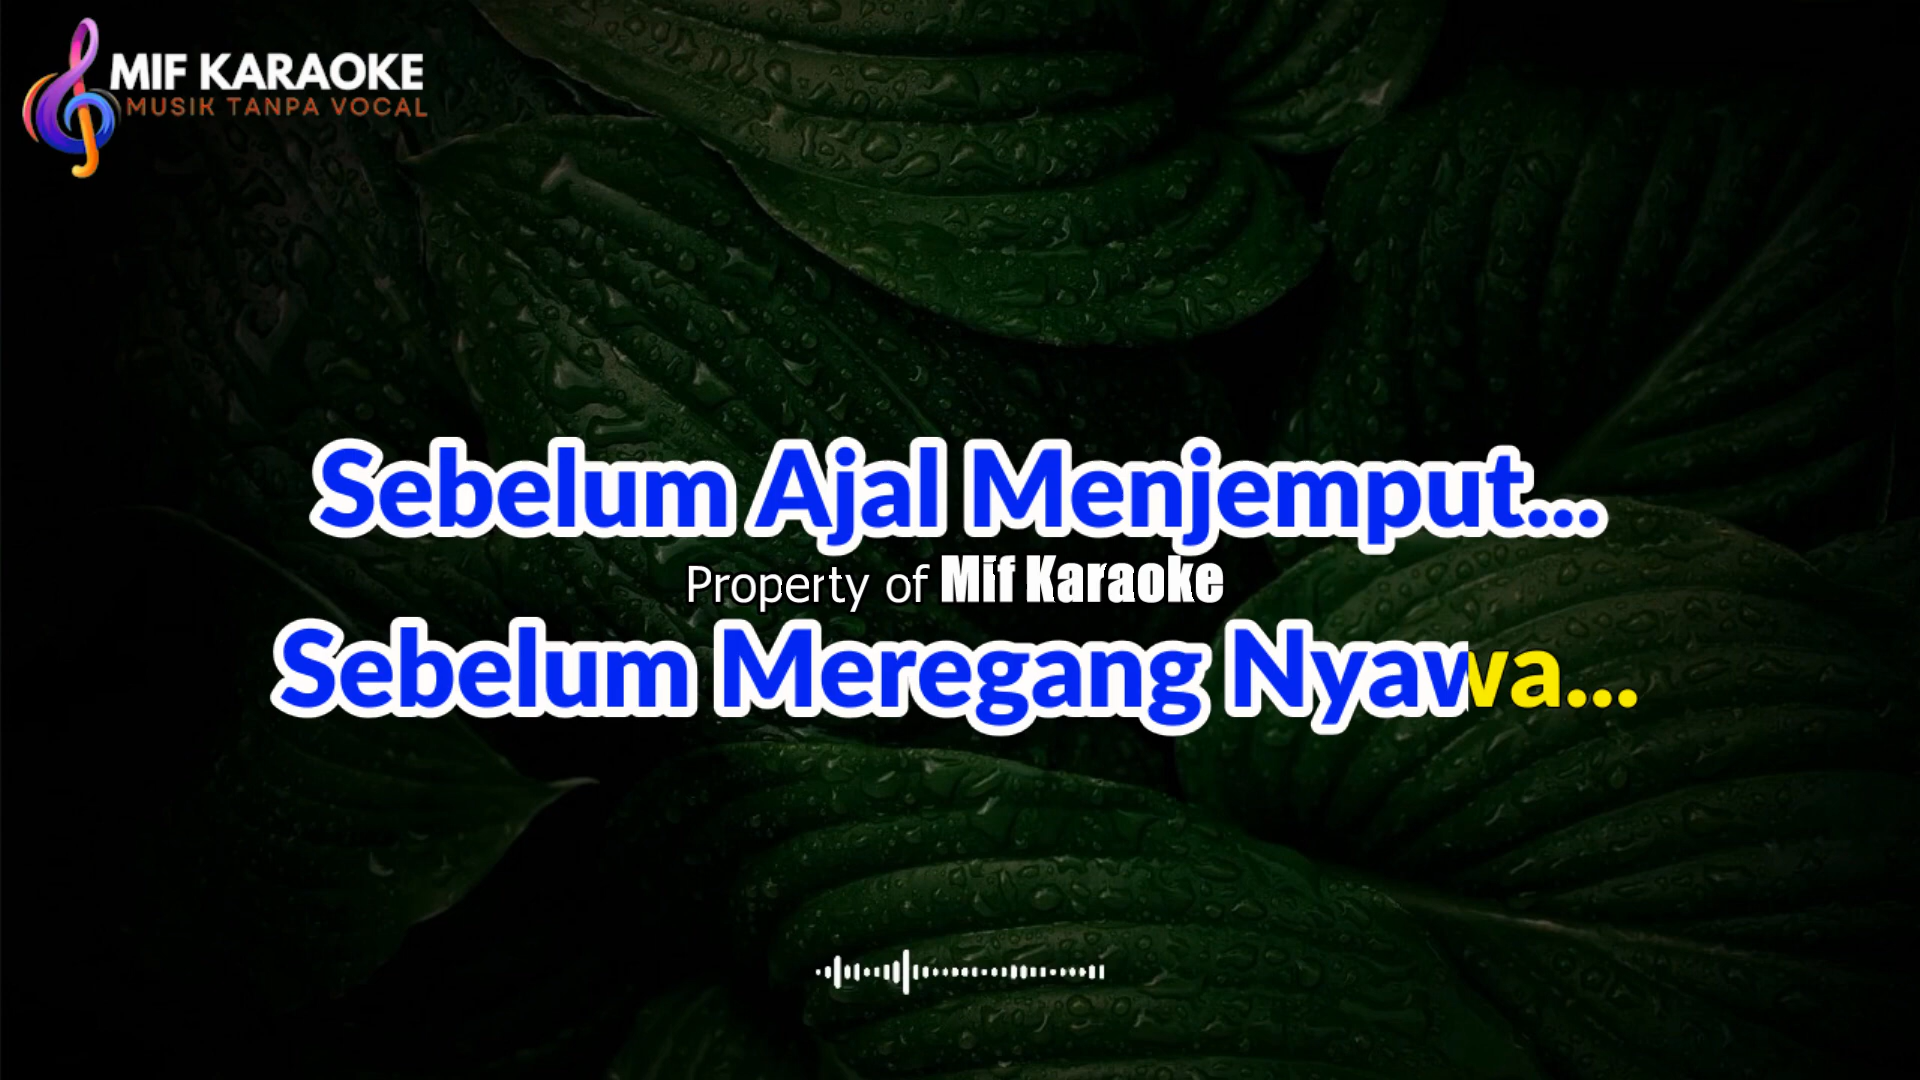 MIF KARAOKE
MUSIK TANPA VOCAL
Sebelum Ajal Menjemput...
Property of Mif Karaoke
Sebelum Meregang Nyawa...